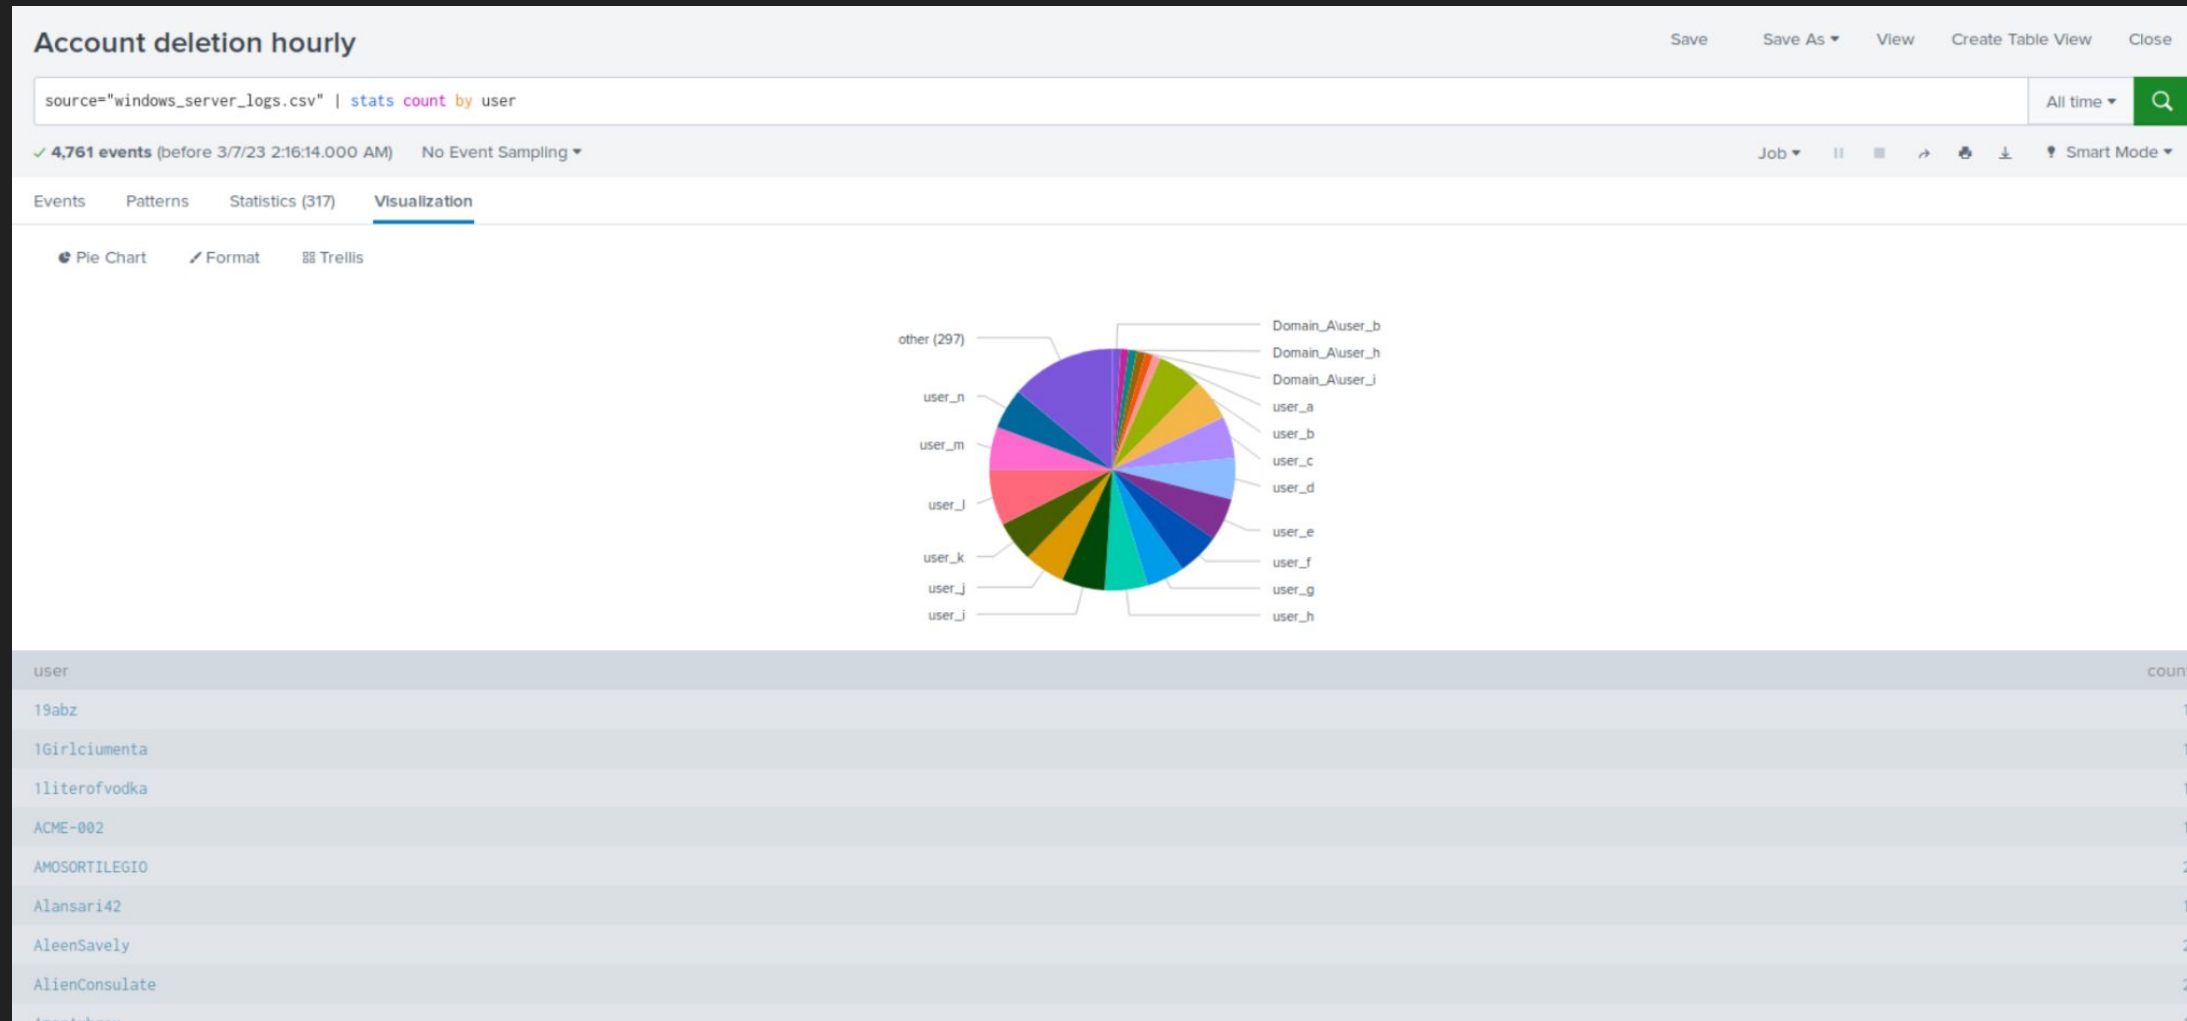 Account deletion hourly
Save Save As View Create Table View Close
source="windows_server_logs.csv" | stats count by user
All time
4,761 events (before 3/7/23 2:16:14.000 AM) No Event Sampling
Job Smart Mode
Events Patterns Statistics (317) Visualization
Pie Chart Format Trellis
Domain_A\user_b
other (297)
Domain_A\user_h
Domain_A\user_i
user_n
user_a
user_b
user_m
user_c
user_d
user_l
user_e
user_k
user_f
user_j
user_g
user_i
user_h
user
19abz
1Girlciumenta
1literofvodka
ACME-002
AMOSORTILEGIO
Alansari42
AleenSavely
AlienConsulate